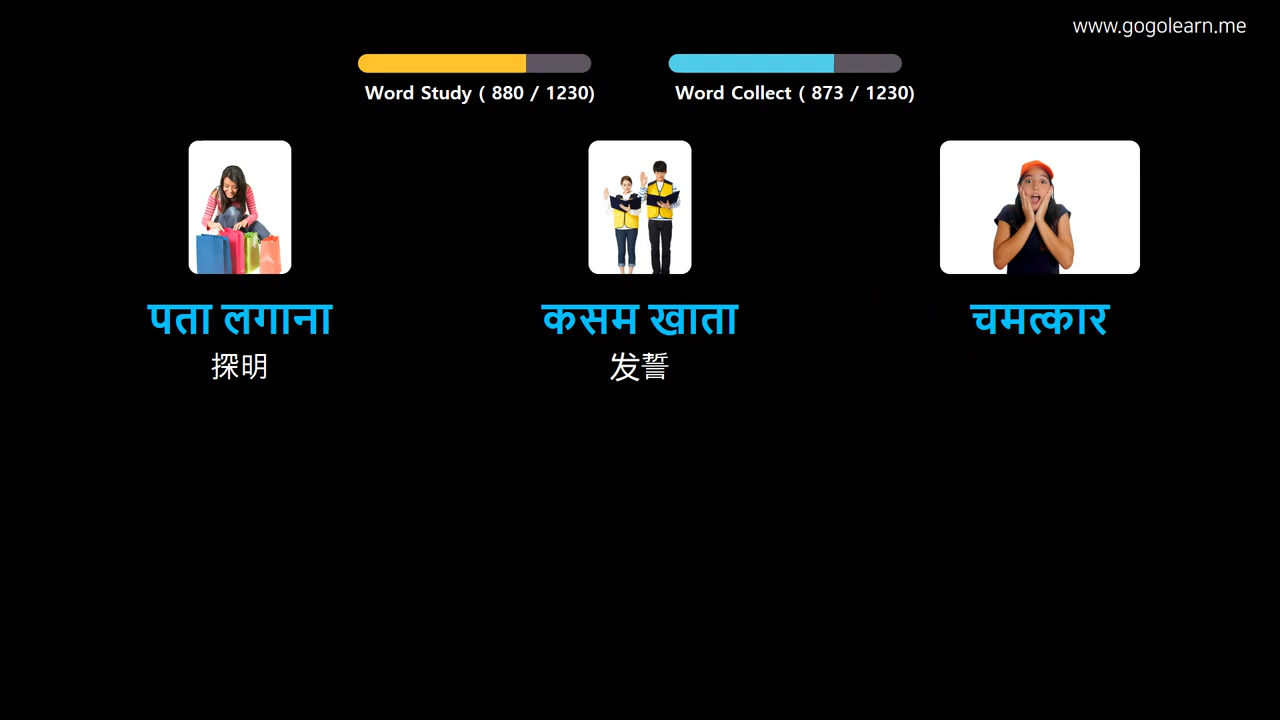 www.gogolearn.me
Word Study ( 880 / 1230)
Word Collect ( 873 / 1230)
पता लगाना
कसम खाता
चमत्कार
探明
发誓